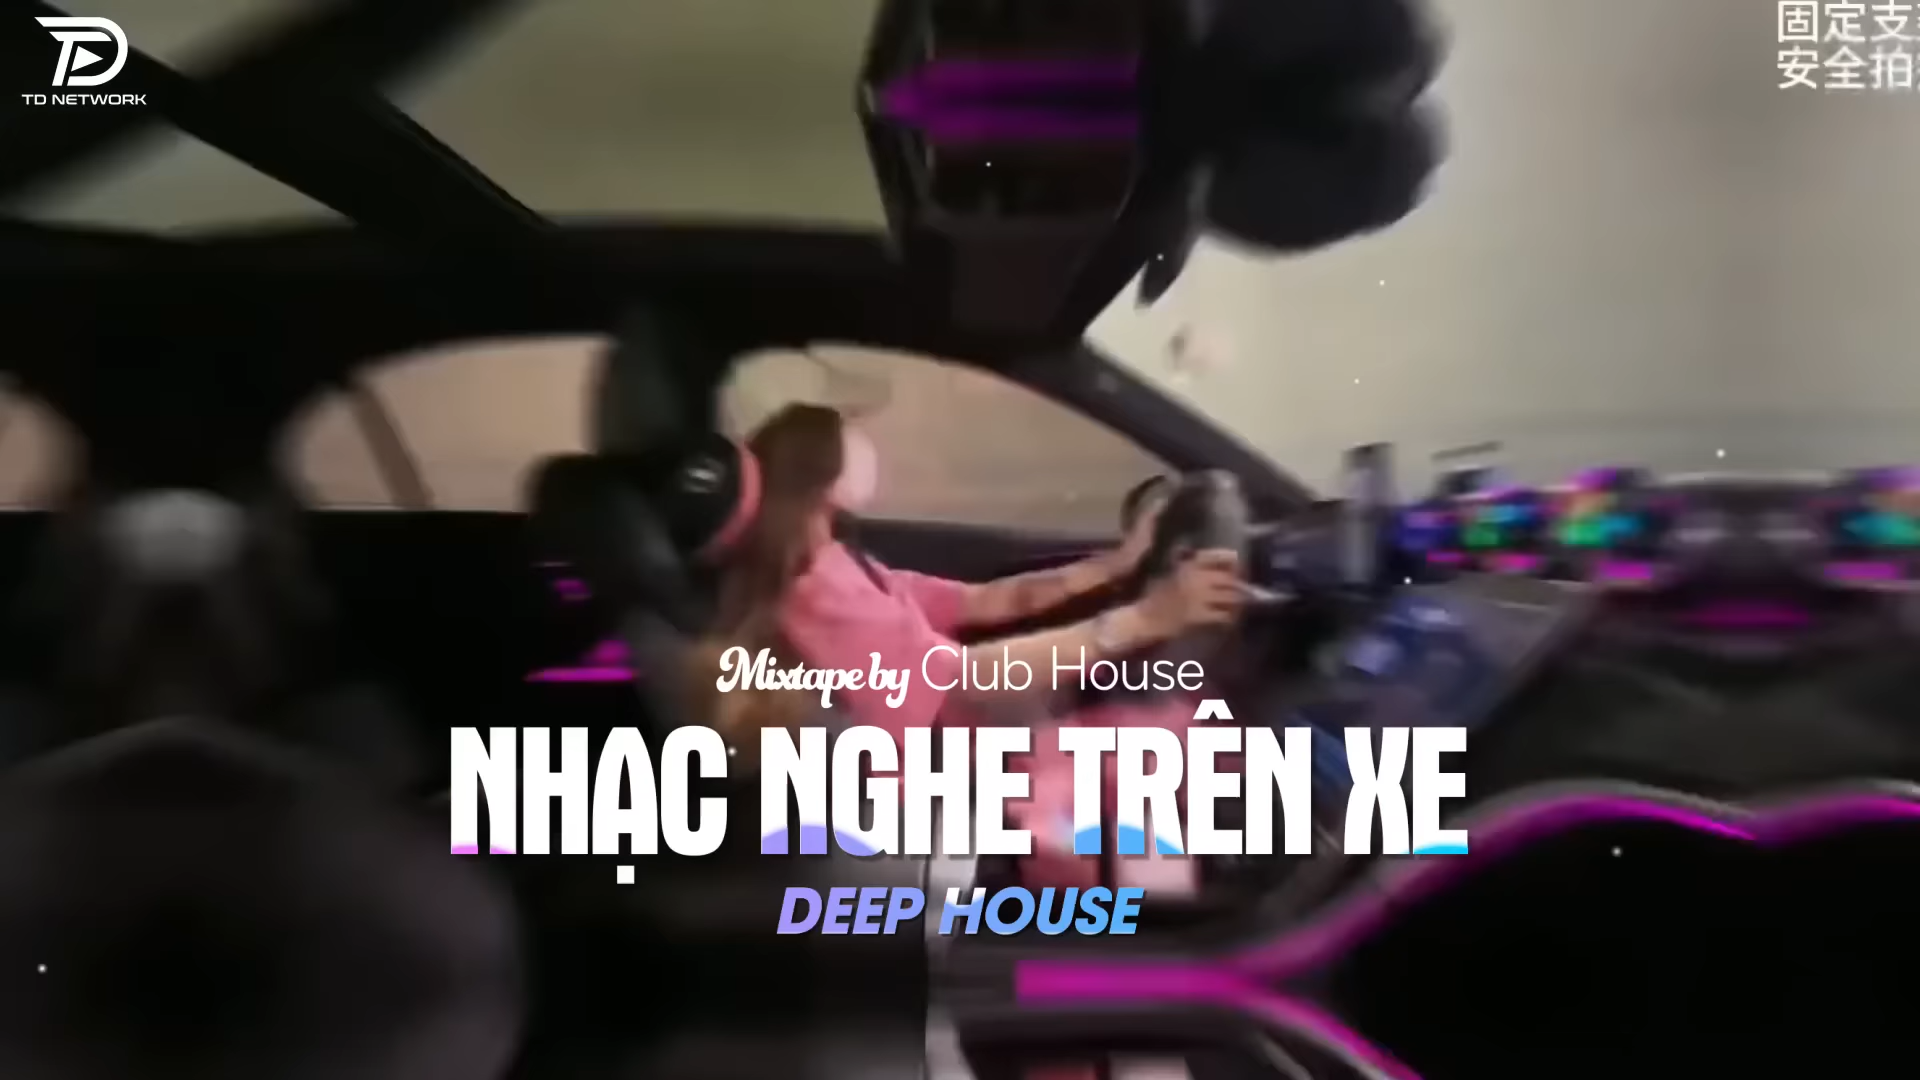 TD NETWORK
固定支
安全拍
Mixtape by Club House
NHẠC NGHE TRÊN XE
DEEP HOUSE